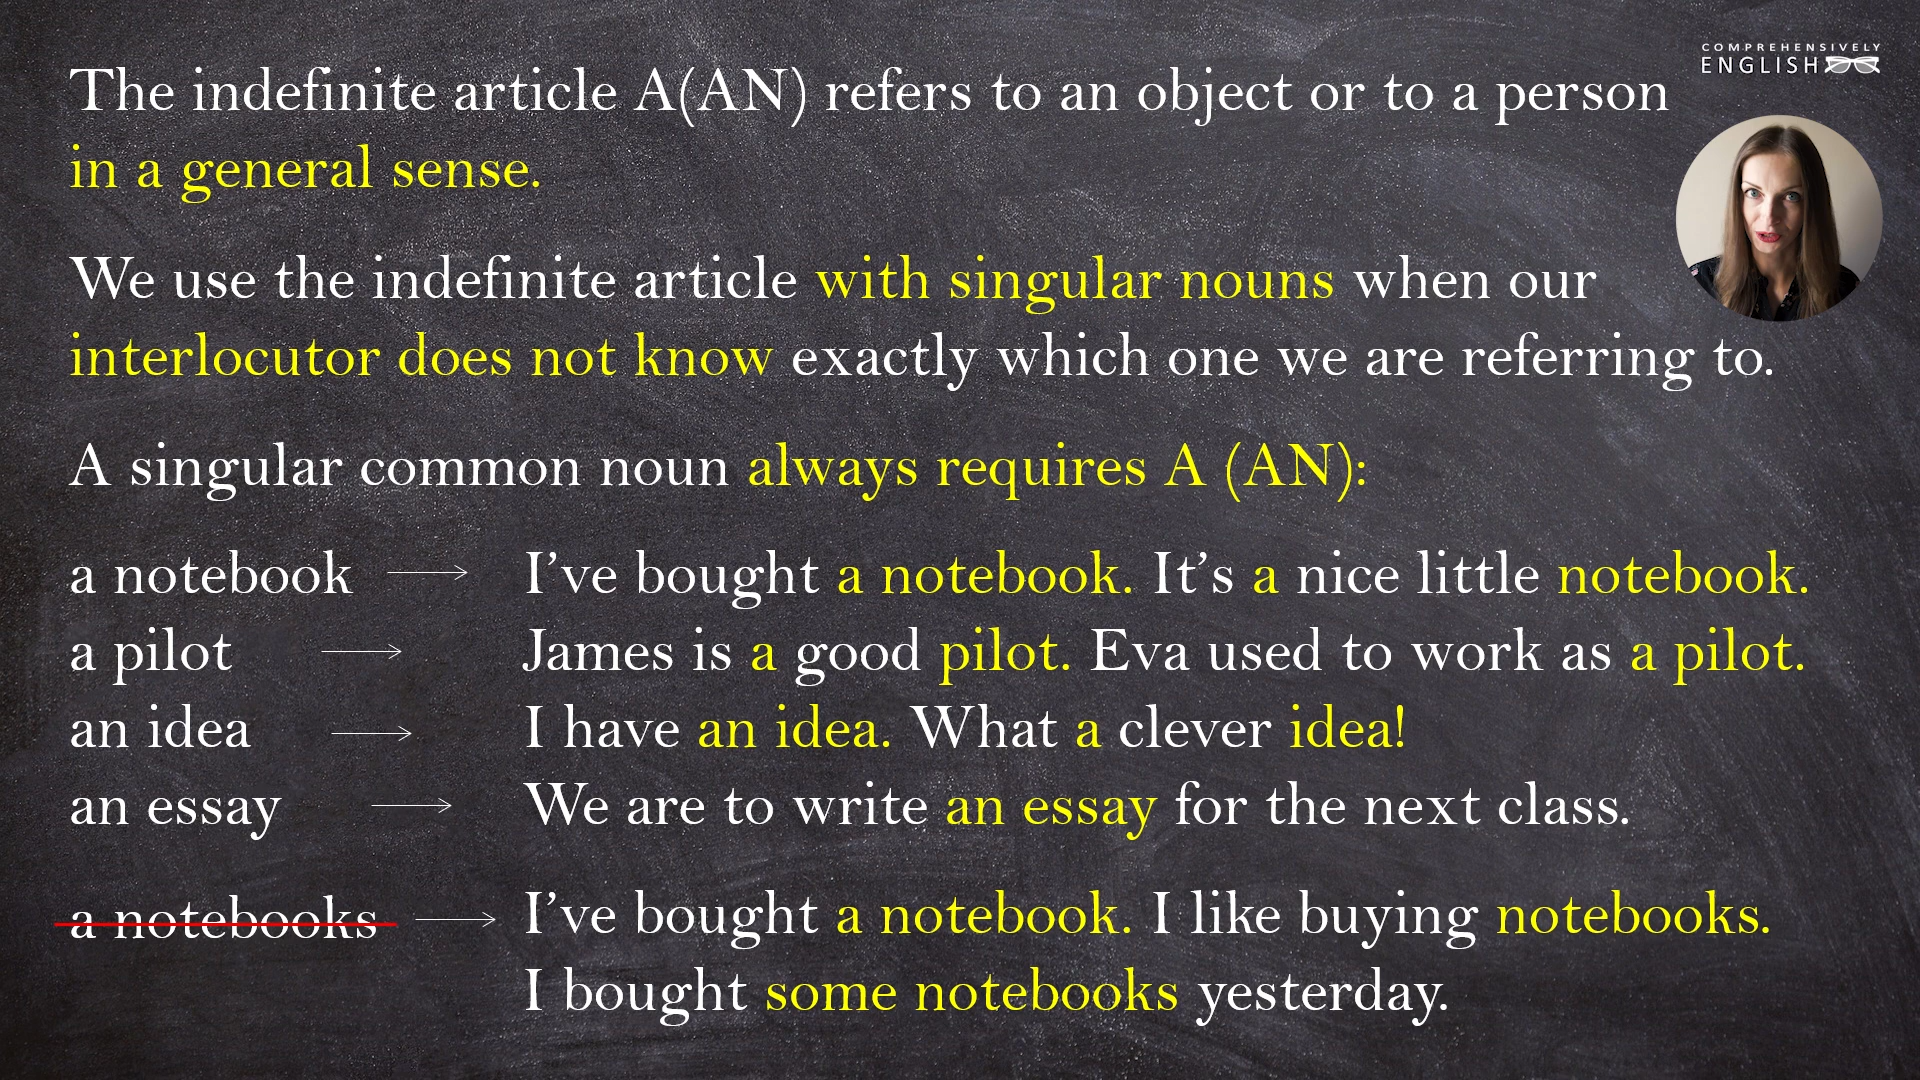 COMPREHENSIVELY
ENGLISH
The indefinite article A(AN) refers to an object or to a person
in a general sense.
We use the indefinite article with singular nouns when our
interlocutor does not know exactly which one we are referring to.
A singular common noun always requires A (AN):
a notebook → I’ve bought a notebook. It’s a nice little notebook.
a pilot → James is a good pilot. Eva used to work as a pilot.
an idea → I have an idea. What a clever idea!
an essay → We are to write an essay for the next class.
a notebooks → I’ve bought a notebook. I like buying notebooks.
I bought some notebooks yesterday.